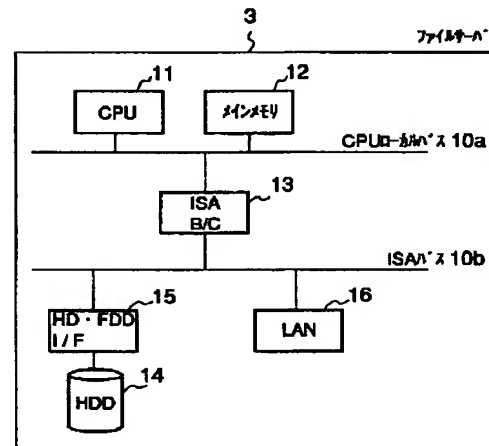 3
ﾌｧｲﾙｻｰﾊﾞ
11
12
CPU
ﾒｲﾝﾒﾓﾘ
CPUﾛｰｶﾙﾊﾞｽ 10a
13
ISA
B/C
ISAﾊﾞｽ 10b
15
16
HD・FDD
I/F
LAN
14
HDD